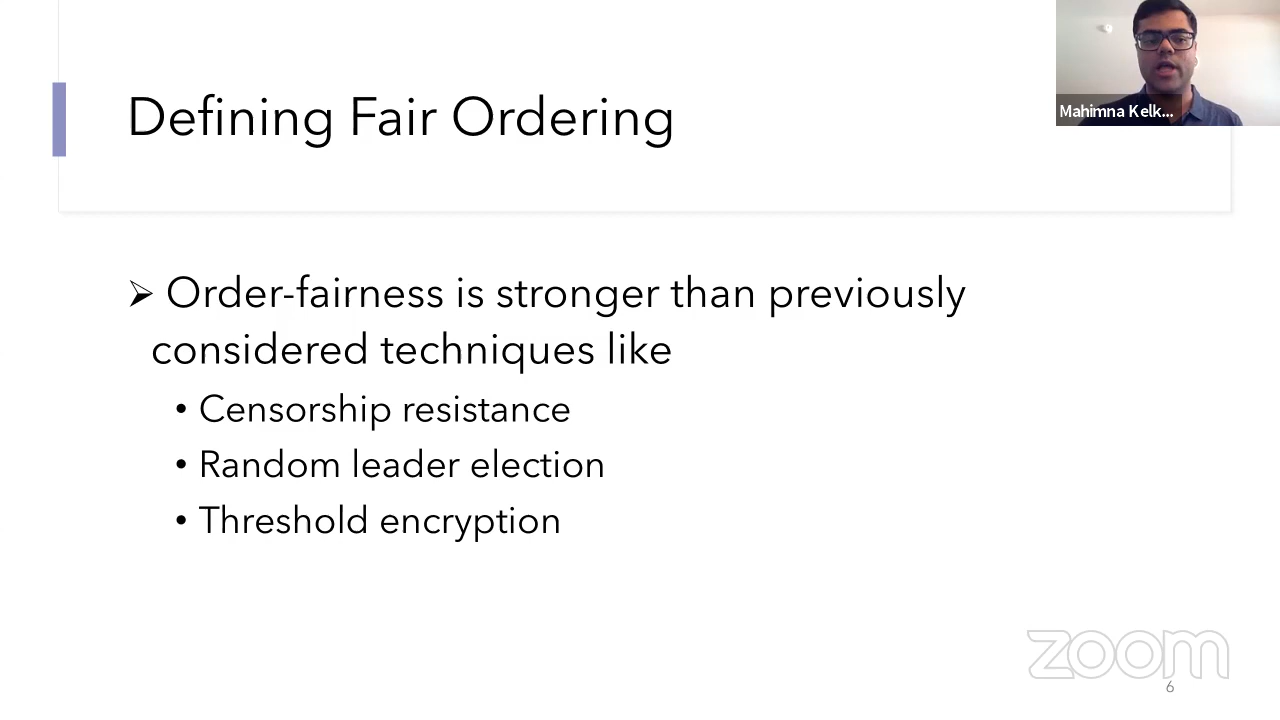 Defining Fair Ordering
Mahimna Kelk...
➢ Order-fairness is stronger than previously
considered techniques like
• Censorship resistance
• Random leader election
• Threshold encryption
zoom
6